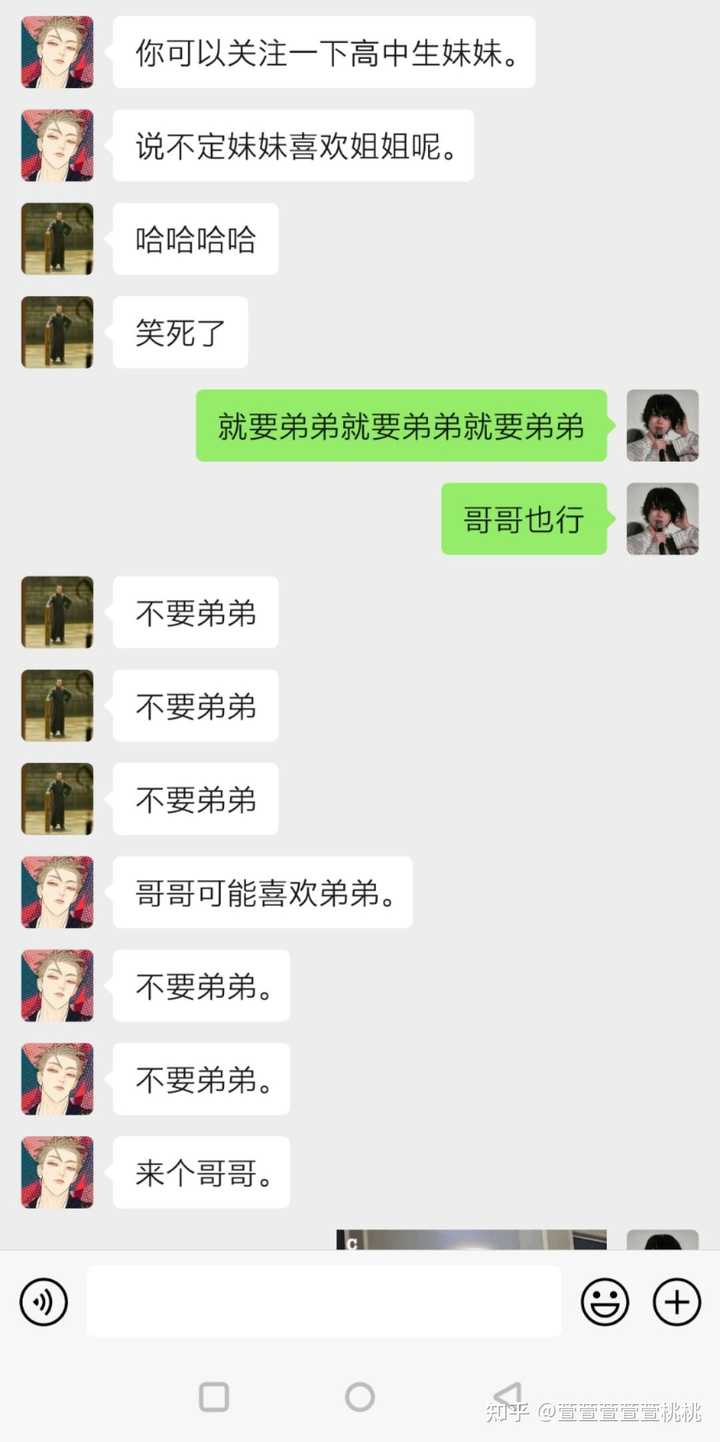 你可以关注一下高中生妹妹。
说不定妹妹喜欢姐姐呢。
哈哈哈哈
笑死了
就要弟弟就要弟弟就要弟弟
哥哥也行
不要弟弟
不要弟弟
不要弟弟
哥哥可能喜欢弟弟。
不要弟弟。
不要弟弟。
来个哥哥。
C
知乎 @萱萱萱萱萱桃桃